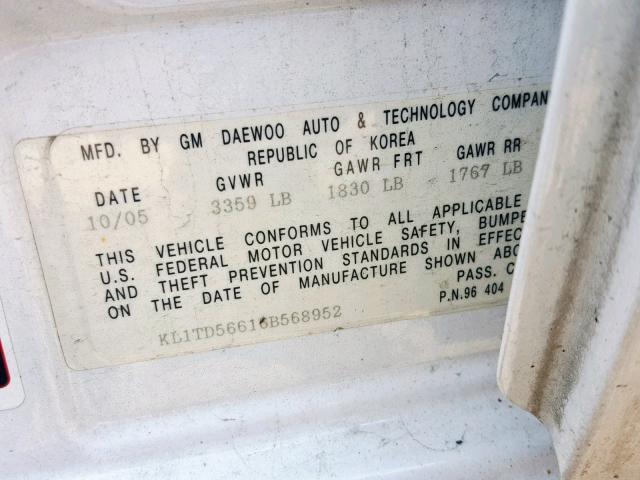 MFD. BY GM DAEWOO AUTO & TECHNOLOGY COMPAN
REPUBLIC OF KOREA
DATE GVWR GAWR FRT GAWR RR
10/05 3359 LB 1830 LB 1767 LB
THIS VEHICLE CONFORMS TO ALL APPLICABLE
U.S. FEDERAL MOTOR VEHICLE SAFETY, BUMPE
AND THEFT PREVENTION STANDARDS IN EFFEC
ON THE DATE OF MANUFACTURE SHOWN ABO
PASS. C
KL1TD56616B568952 P.N.96 404